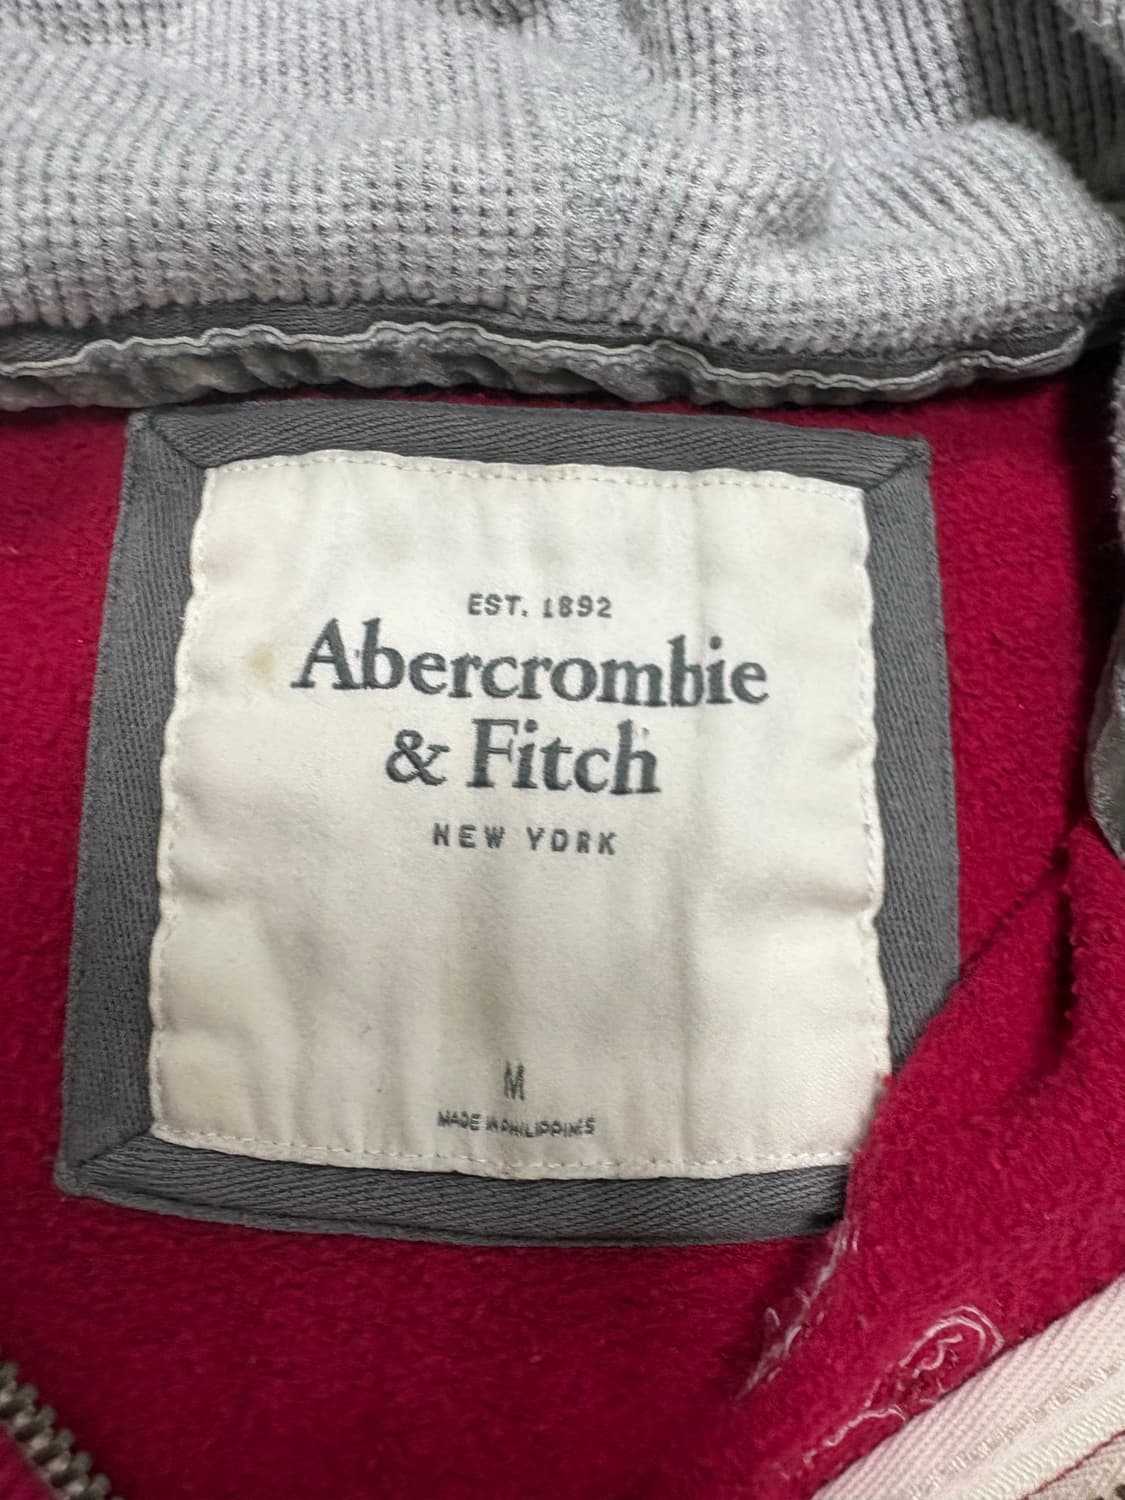 EST. 1892
Abercrombie
& Fitch
NEW YORK
M
MADE IN PHILIPPINES